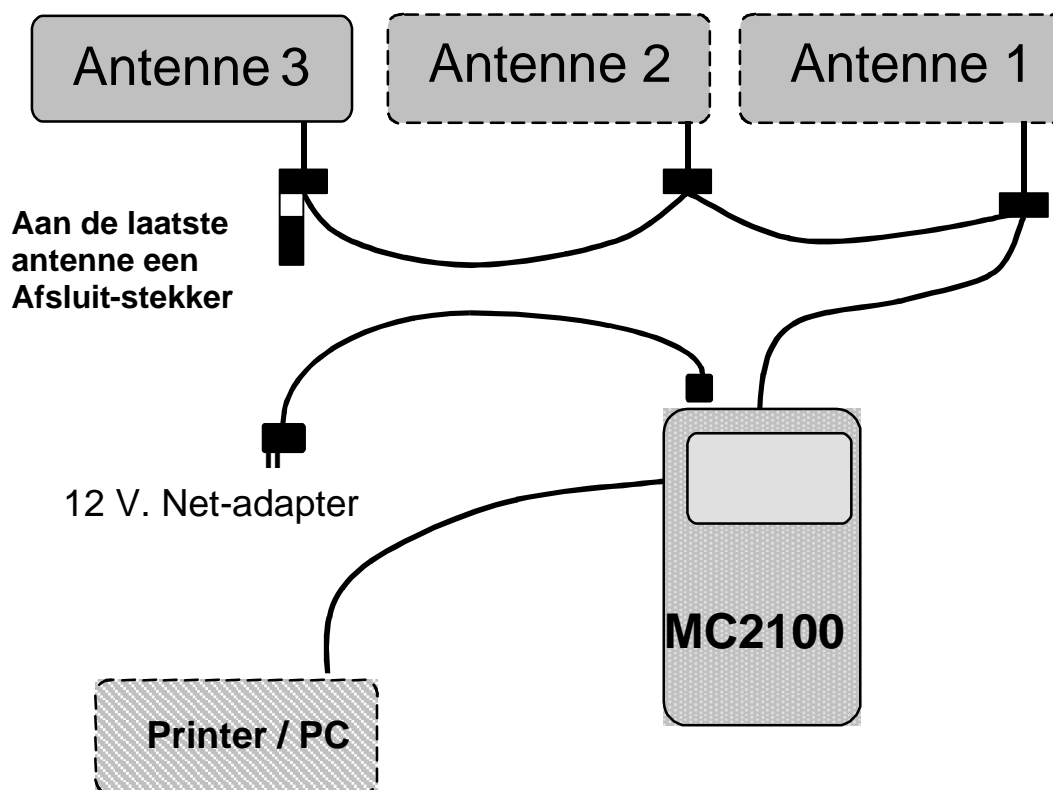 Antenne 3
Antenne 2
Antenne 1
Aan de laatste
antenne een
Afsluit-stekker
12 V. Net-adapter
MC2100
Printer / PC